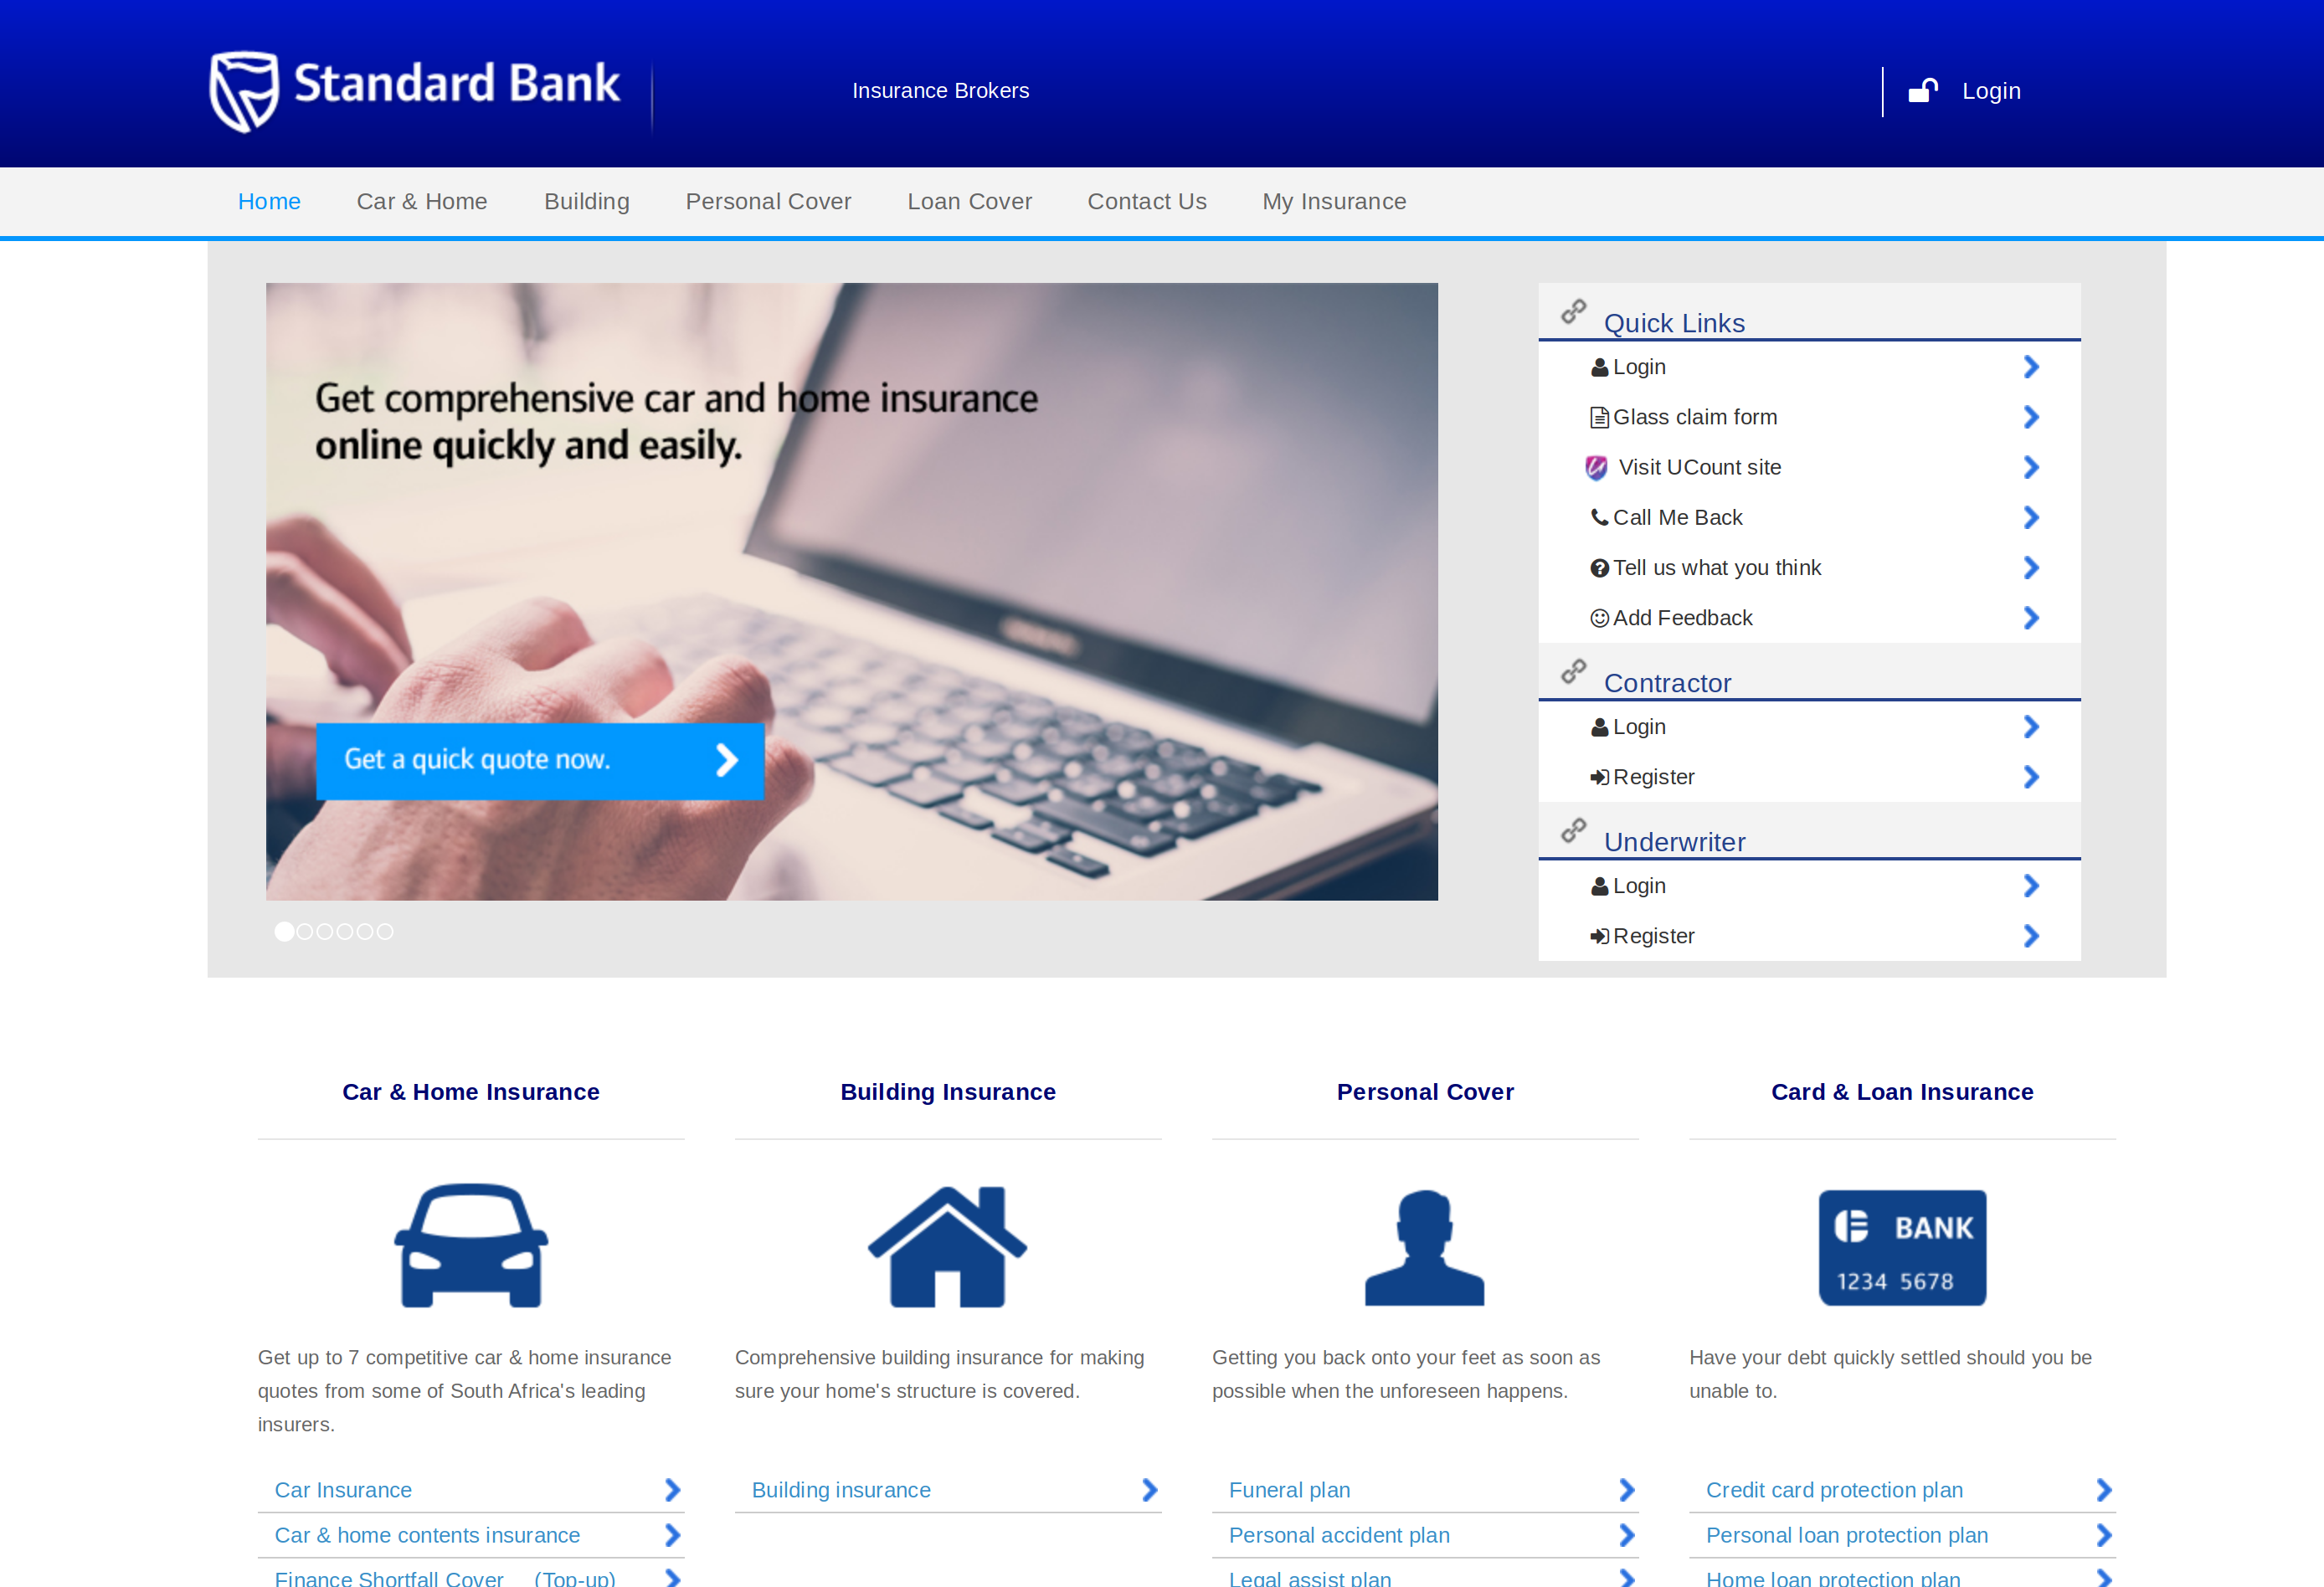 Standard Bank
Insurance Brokers
Login
Home
Car & Home
Building
Personal Cover
Loan Cover
Contact Us
My Insurance
Get comprehensive car and home insurance
online quickly and easily.
Get a quick quote now.
Quick Links
Login
Glass claim form
Visit UCount site
Call Me Back
Tell us what you think
Add Feedback
Contractor
Login
Register
Underwriter
Login
Register
Car & Home Insurance
Get up to 7 competitive car & home insurance
quotes from some of South Africa's leading
insurers.
Car Insurance
Car & home contents insurance
Finance Shortfall Cover (Top-up)
Building Insurance
Comprehensive building insurance for making
sure your home's structure is covered.
Building insurance
Personal Cover
Getting you back onto your feet as soon as
possible when the unforeseen happens.
Funeral plan
Personal accident plan
Legal assist plan
Card & Loan Insurance
BANK
1234 5678
Have your debt quickly settled should you be
unable to.
Credit card protection plan
Personal loan protection plan
Home loan protection plan